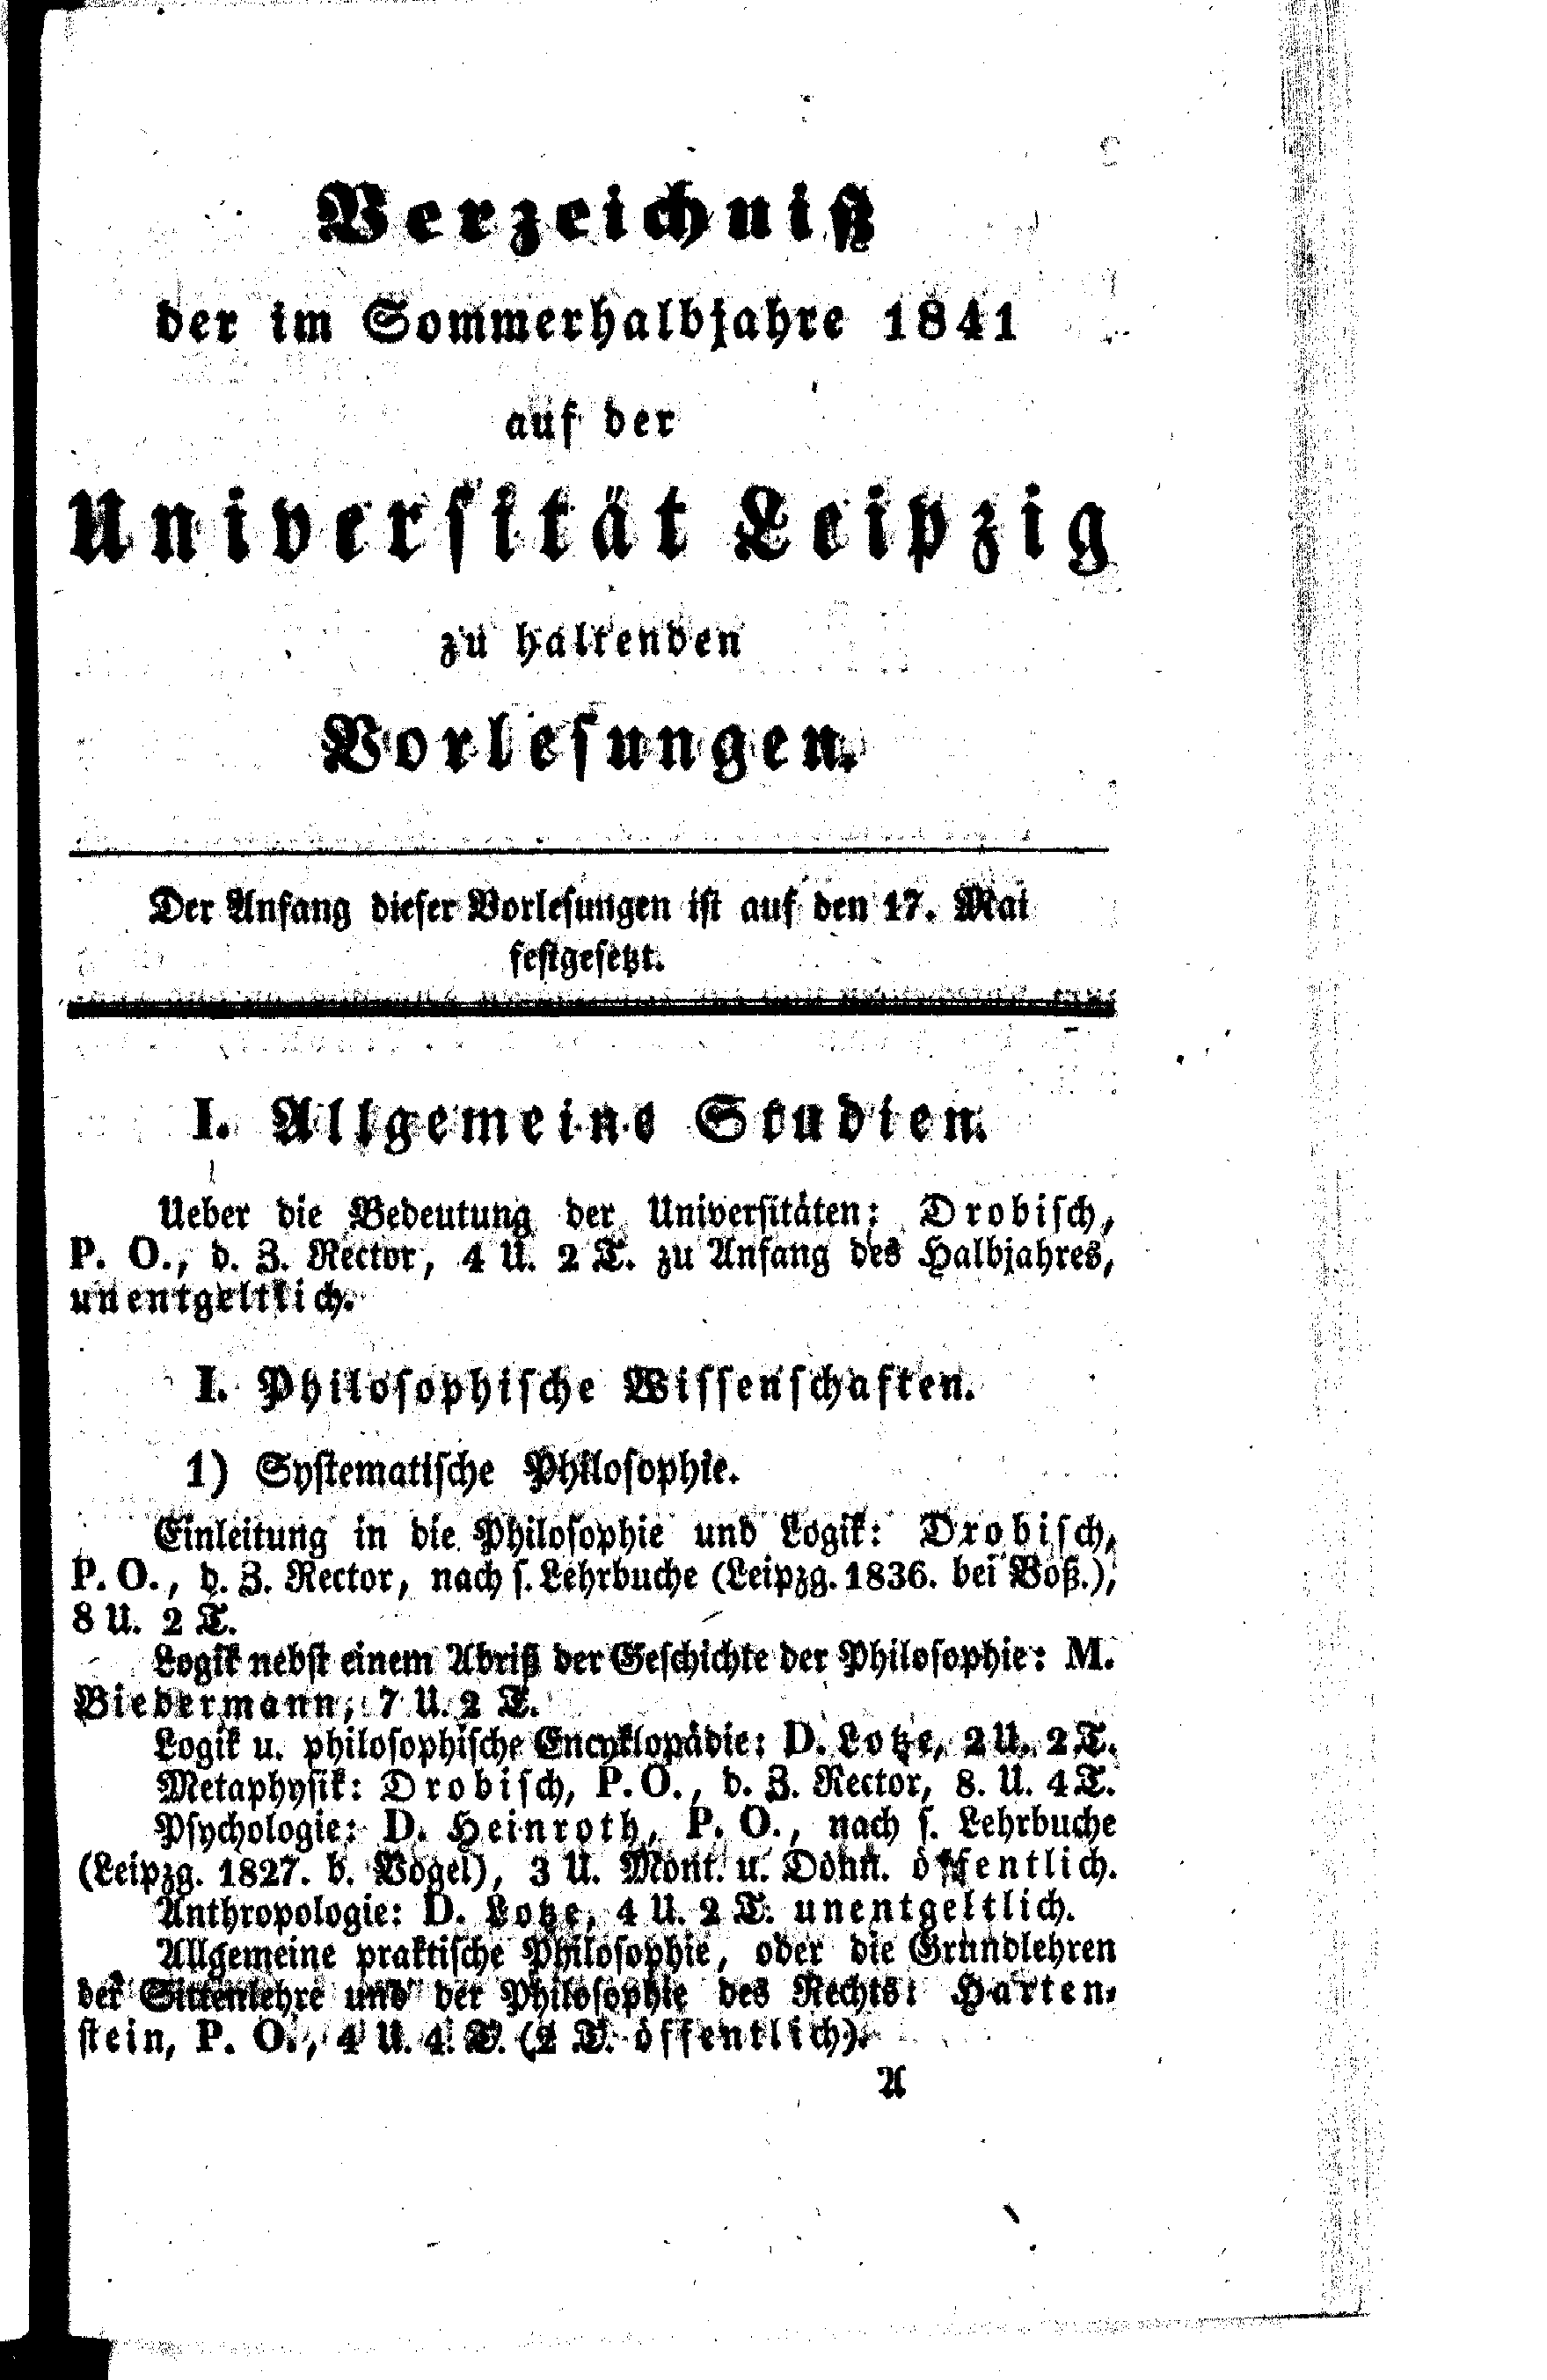 Verzeichniß
der im Sommerhalbjahre 1841
auf der
Universität Leipzig
zu haltenden
Vorlesungen.
Der Anfang dieser Vorlesungen ist auf den 17. Mai
festgesetzt.
I. Allgemeine Studien.
Ueber die Bedeutung der Universitäten: Drobisch,
P. O., d. Z. Rector, 4 U. 2 T. zu Anfang des Halbjahres,
unentgeltlich.
I. Philosophische Wissenschaften.
1) Systematische Philosophie.
Einleitung in die Philosophie und Logik: Drobisch,
P. O., d. Z. Rector, nach s. Lehrbuche (Leipzg. 1836. bei Voß.),
8 U. 2 T.
Logik nebst einem Abriß der Geschichte der Philosophie: M.
Biedermann, 7 U. 2 T.
Logik u. philosophische Encyklopädie: D. Lotze, 2 U. 2 T.
Metaphysik: Drobisch, P. O., d. Z. Rector, 8. U. 4 T.
Psychologie: D. Heinroth, P. O., nach s. Lehrbuche
(Leipzg. 1827. b. Vogel), 3 U. Mont. u. Donn. öffentlich.
Anthropologie: D. Lotze, 4 U. 2 T. unentgeltlich.
Allgemeine praktische Philosophie, oder die Grundlehren
der Sittenlehre und der Philosophie des Rechts: Harten-
stein, P. O., 4 U. 4. T. (2 T. öffentlich).
A